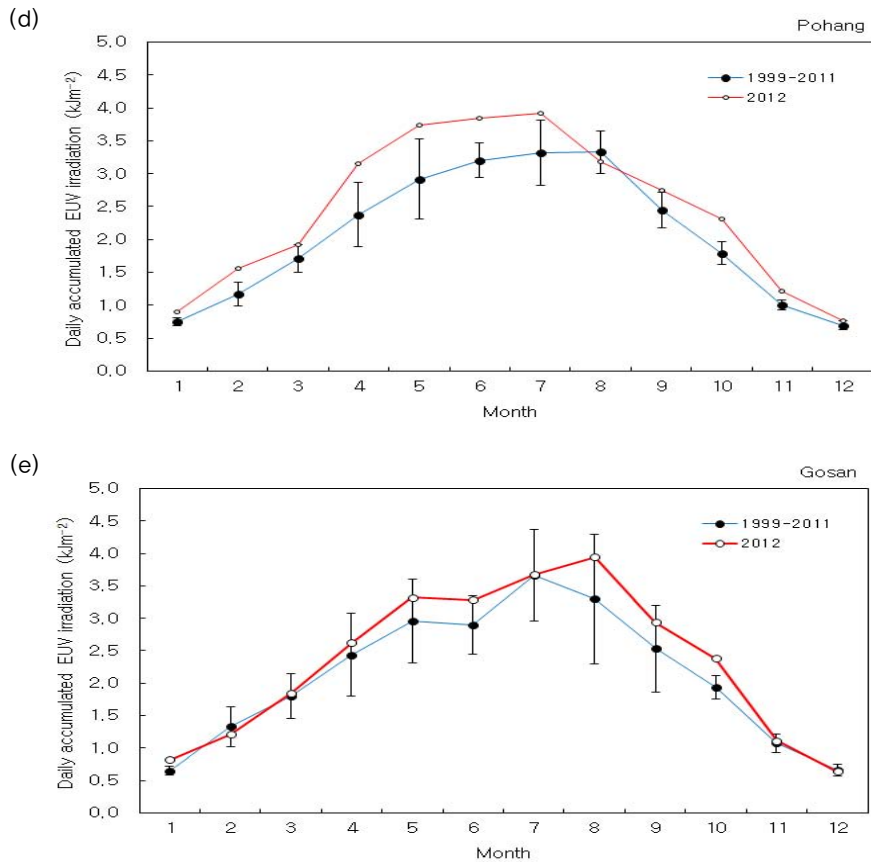 (d)
Pohang
5.0
4.5
4.0
3.5
3.0
2.5
2.0
1.5
1.0
0.5
0.0
Daily accumulated EUV irradiation (kJm⁻²)
1999-2011
2012
1 2 3 4 5 6 7 8 9 10 11 12
Month
(e)
Gosan
5.0
4.5
4.0
3.5
3.0
2.5
2.0
1.5
1.0
0.5
0.0
Daily accumulated EUV irradiation (kJm⁻²)
1999-2011
2012
1 2 3 4 5 6 7 8 9 10 11 12
Month